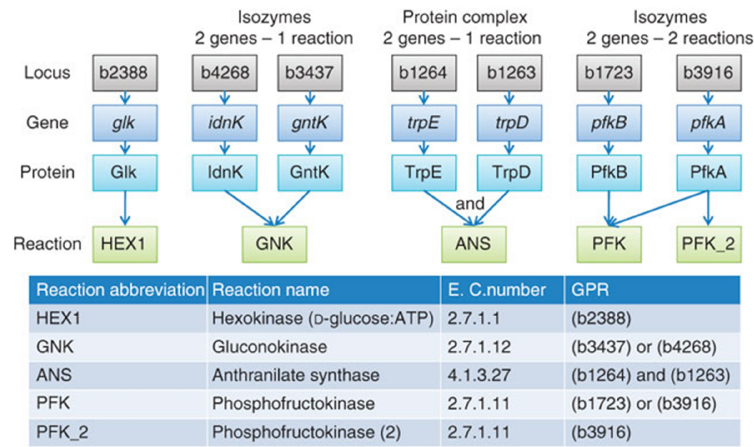 Isozymes
2 genes – 1 reaction
Protein complex
2 genes – 1 reaction
Isozymes
2 genes – 2 reactions
Locus b2388 b4268 b3437 b1264 b1263 b1723 b3916
Gene glk idnK gntK trpE trpD pfkB pfkA
Protein Glk IdnK GntK TrpE TrpD PfkB PfkA
and
Reaction HEX1 GNK ANS PFK PFK_2
Reaction abbreviation Reaction name E. C.number GPR
HEX1 Hexokinase (D-glucose:ATP) 2.7.1.1 (b2388)
GNK Gluconokinase 2.7.1.12 (b3437) or (b4268)
ANS Anthranilate synthase 4.1.3.27 (b1264) and (b1263)
PFK Phosphofructokinase 2.7.1.11 (b1723) or (b3916)
PFK_2 Phosphofructokinase (2) 2.7.1.11 (b3916)